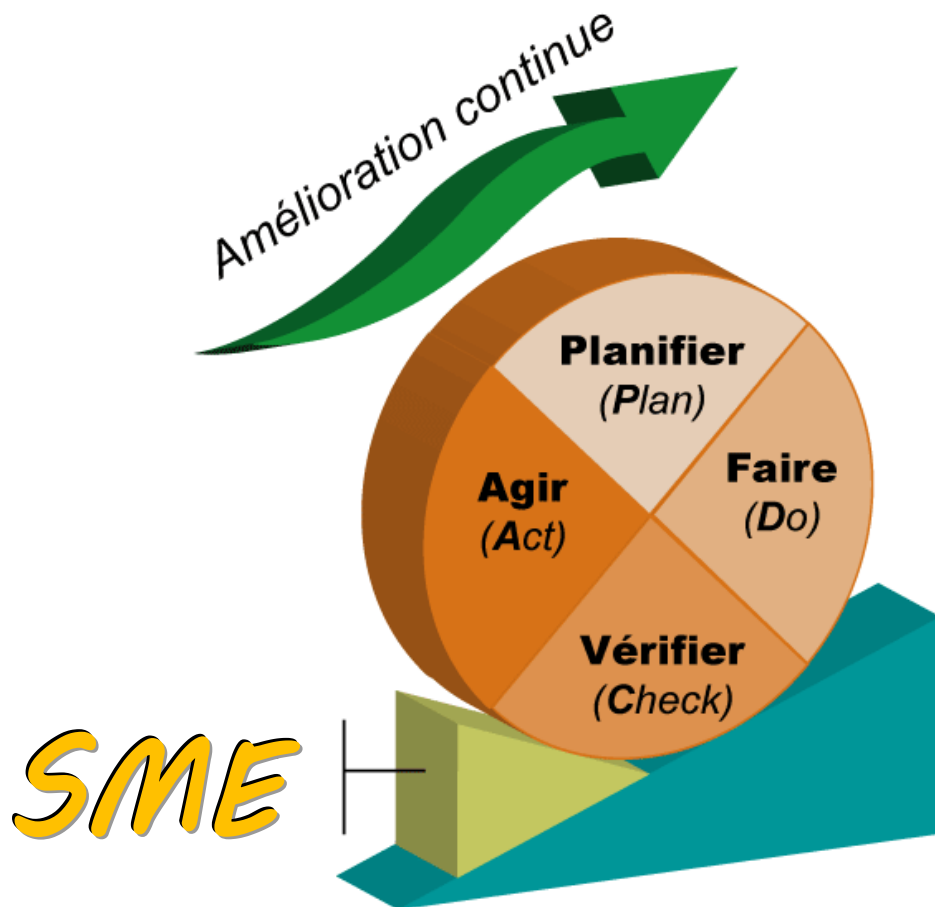 Amélioration continue
Planifier
(Plan)
Faire
(Do)
Agir
(Act)
Vérifier
(Check)
SME